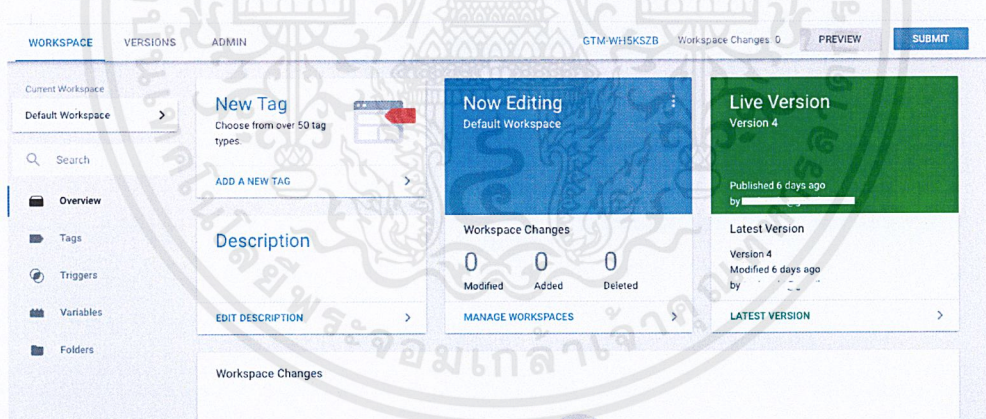 WORKSPACE VERSIONS ADMIN GTM-WH5KSZB Workspace Changes 0 PREVIEW SUBMIT
Current Workspace
Default Workspace
Search
Overview
Tags
Triggers
Variables
Folders
New Tag
Choose from over 50 tag
types.
ADD A NEW TAG
Description
EDIT DESCRIPTION
Now Editing
Default Workspace
Workspace Changes
0 0 0
Modified Added Deleted
MANAGE WORKSPACES
Live Version
Version 4
Published 6 days ago
by
Latest Version
Version 4
Modified 6 days ago
by
LATEST VERSION
Workspace Changes